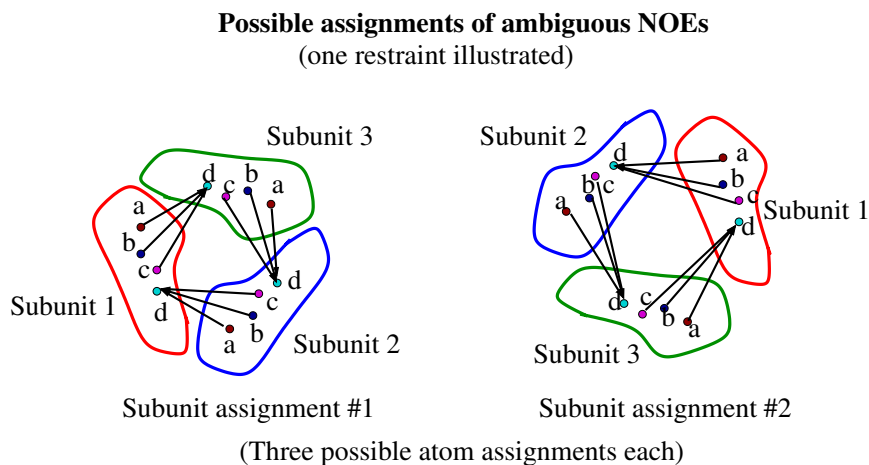 Possible assignments of ambiguous NOEs
(one restraint illustrated)
Subunit 3
d
c
b
a
a
b
c
d
Subunit 1
d
c
b
a
Subunit 2
Subunit assignment #1
Subunit 2
d
c
b
a
a
b
c
d
Subunit 1
d
c
b
a
Subunit 3
Subunit assignment #2
(Three possible atom assignments each)